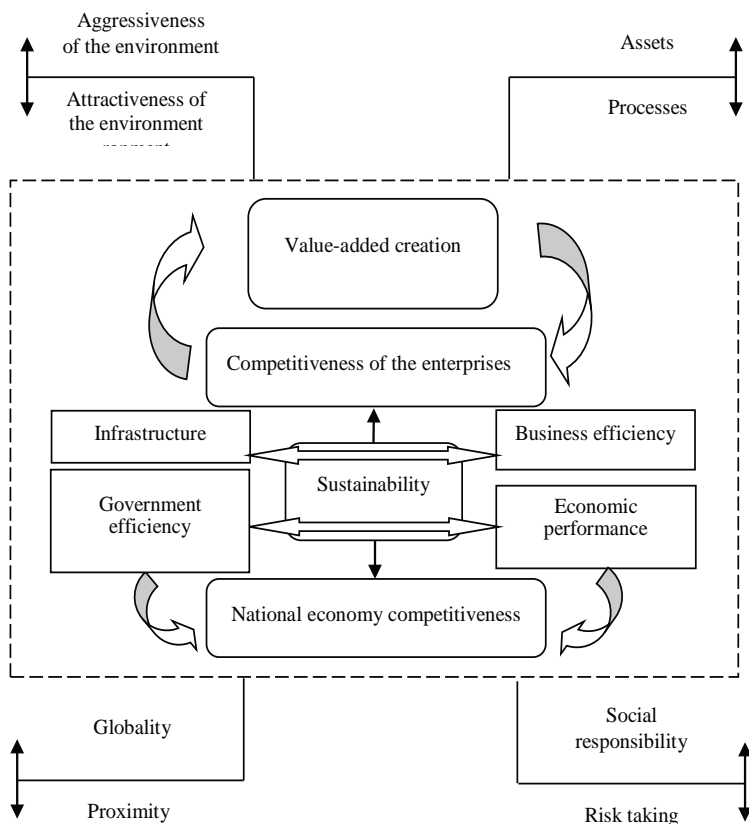 Aggressiveness
of the environment
Attractiveness of
the environment
Assets
Processes
Value-added creation
Competitiveness of the enterprises
Infrastructure
Business efficiency
Sustainability
Government
efficiency
Economic
performance
National economy competitiveness
Globality
Proximity
Social
responsibility
Risk taking